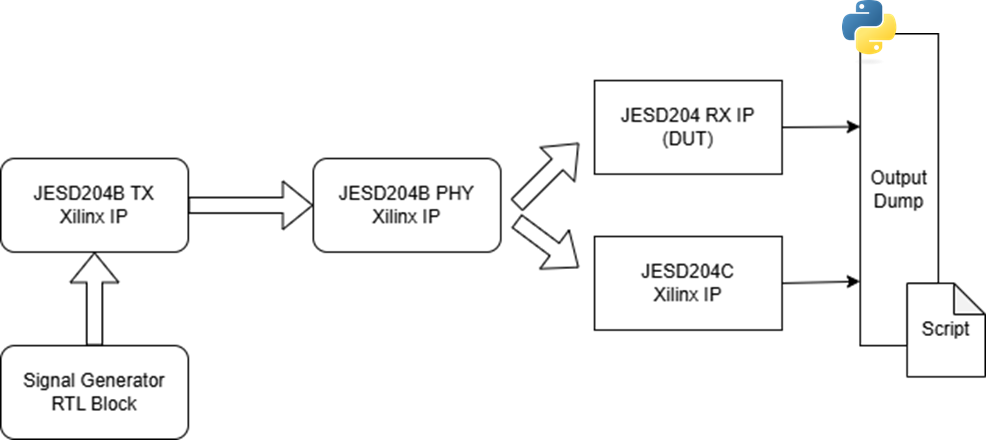 JESD204B TX
Xilinx IP
Signal Generator
RTL Block
JESD204B PHY
Xilinx IP
JESD204 RX IP
(DUT)
JESD204C
Xilinx IP
Output
Dump
Script